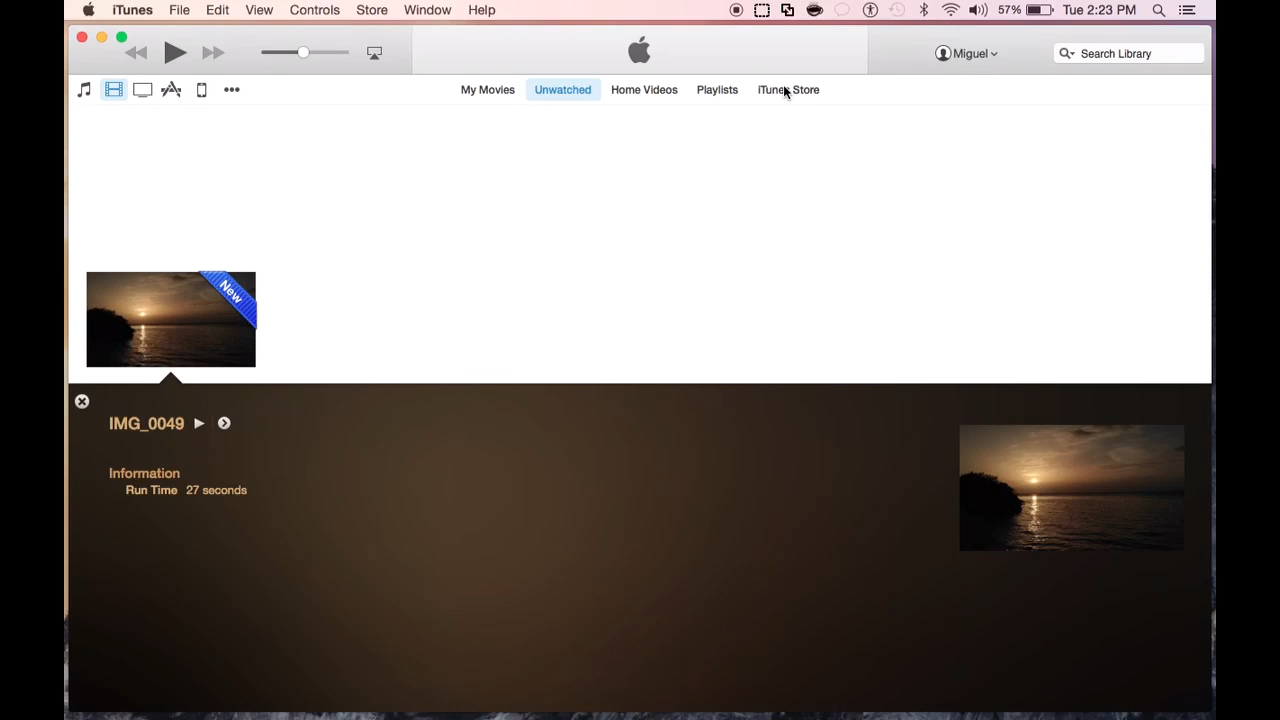 iTunes File Edit View Controls Store Window Help 57% Tue 2:23 PM
Miguel Search Library
My Movies Unwatched Home Videos Playlists iTunes Store
New
IMG_0049
Information
Run Time 27 seconds